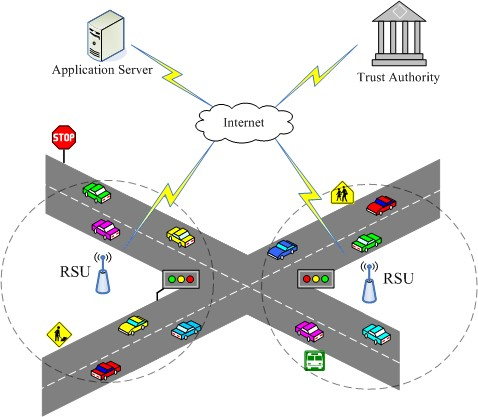 Application Server
Trust Authority
Internet
STOP
RSU
RSU